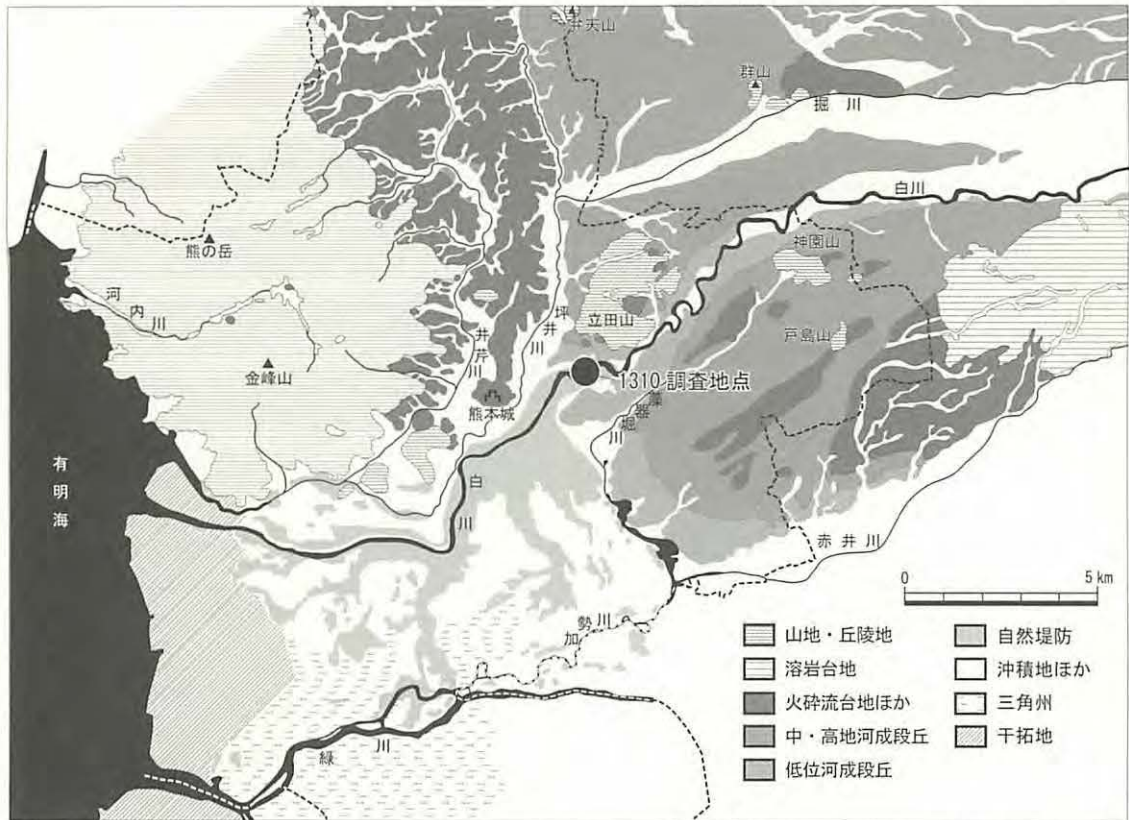 弁天山
群山
堀川
白川
熊の岳
神園山
河内川
立田山
坪井川
井芹川
戸島山
金峰山
1310 調査地点
熊本城
藻器堀川
有明海
白川
赤井川
0 5 km
加勢川
緑川
山地・丘陵地
溶岩台地
火砕流台地ほか
中・高地河成段丘
低位河成段丘
自然堤防
沖積地ほか
三角州
干拓地